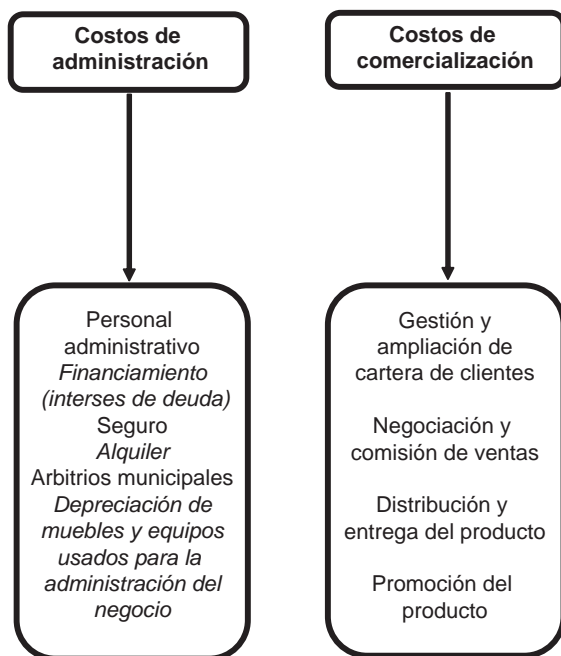 Costos de
administración
Costos de
comercialización
Personal
administrativo
Financiamiento
(interses de deuda)
Seguro
Alquiler
Arbitrios municipales
Depreciación de
muebles y equipos
usados para la
administración del
negocio
Gestión y
ampliación de
cartera de clientes
Negociación y
comisión de ventas
Distribución y
entrega del producto
Promoción del
producto